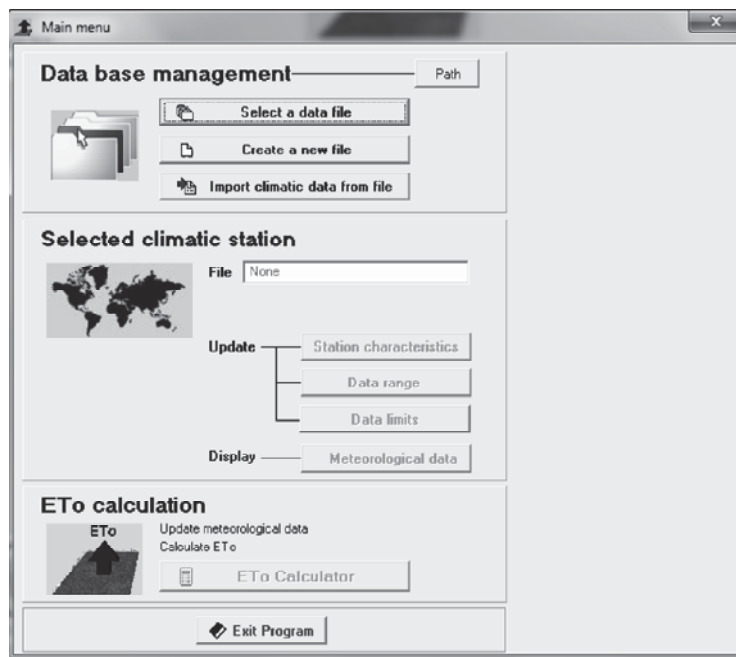 Main menu
x
Data base management
Path
Select a data file
Create a new file
Import climatic data from file
Selected climatic station
File None
Update Station characteristics
Data range
Data limits
Display Meteorological data
ETo calculation
ETo
Update meteorological data
Calculate ETo
ETo Calculator
Exit Program